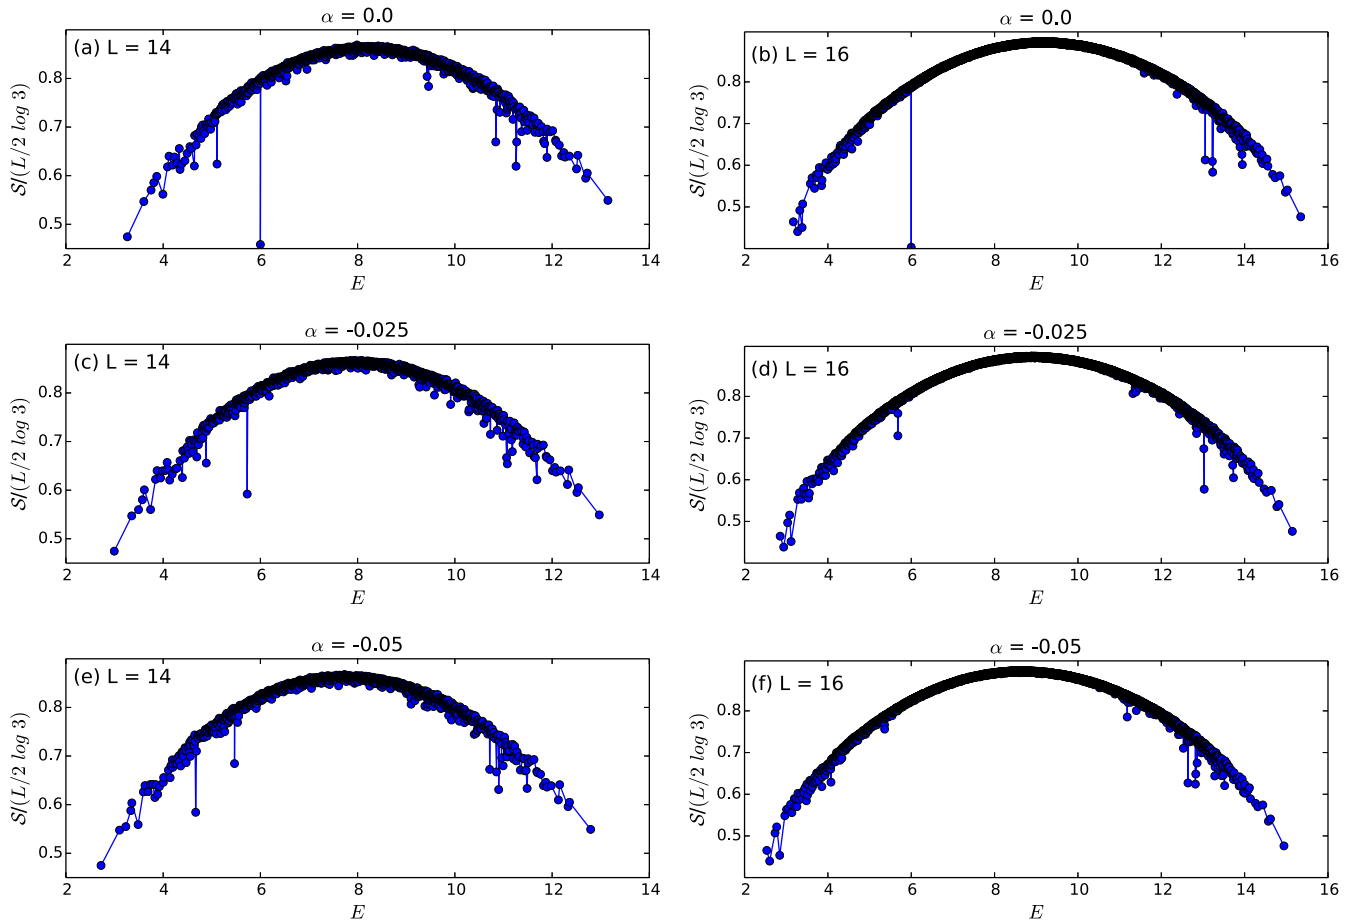 α = 0.0
(a) L = 14
0.8
0.7
0.6
0.5
S/(L/2 log 3)
2 4 6 8 10 12 14
E
α = 0.0
(b) L = 16
0.8
0.7
0.6
0.5
S/(L/2 log 3)
2 4 6 8 10 12 14 16
E
α = -0.025
(c) L = 14
0.8
0.7
0.6
0.5
S/(L/2 log 3)
2 4 6 8 10 12 14
E
α = -0.025
(d) L = 16
0.8
0.7
0.6
0.5
S/(L/2 log 3)
2 4 6 8 10 12 14 16
E
α = -0.05
(e) L = 14
0.8
0.7
0.6
0.5
S/(L/2 log 3)
2 4 6 8 10 12 14
E
α = -0.05
(f) L = 16
0.8
0.7
0.6
0.5
S/(L/2 log 3)
2 4 6 8 10 12 14 16
E